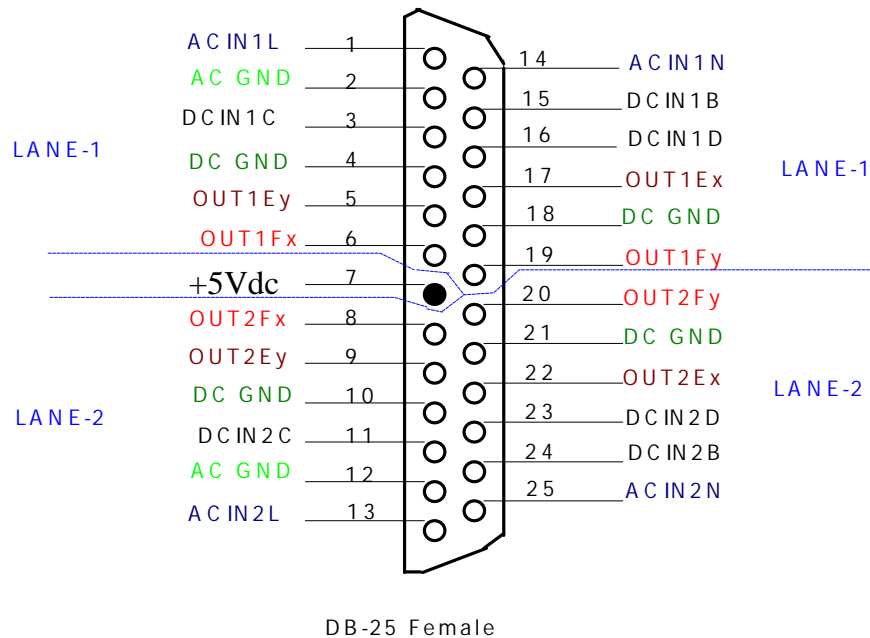 ACIN1L 1
AC GND 2
DCIN1C 3
LANE-1
DC GND 4
OUT1Ey 5
OUT1Fx 6
+5Vdc 7
OUT2Fx 8
OUT2Ey 9
DC GND 10
LANE-2
DCIN2C 11
AC GND 12
ACIN2L 13
14 ACIN1N
15 DCIN1B
16 DCIN1D
LANE-1
17 OUT1Ex
18 DC GND
19 OUT1Fy
20 OUT2Fy
21 DC GND
22 OUT2Ex
LANE-2
23 DCIN2D
24 DCIN2B
25 ACIN2N
DB-25 Female